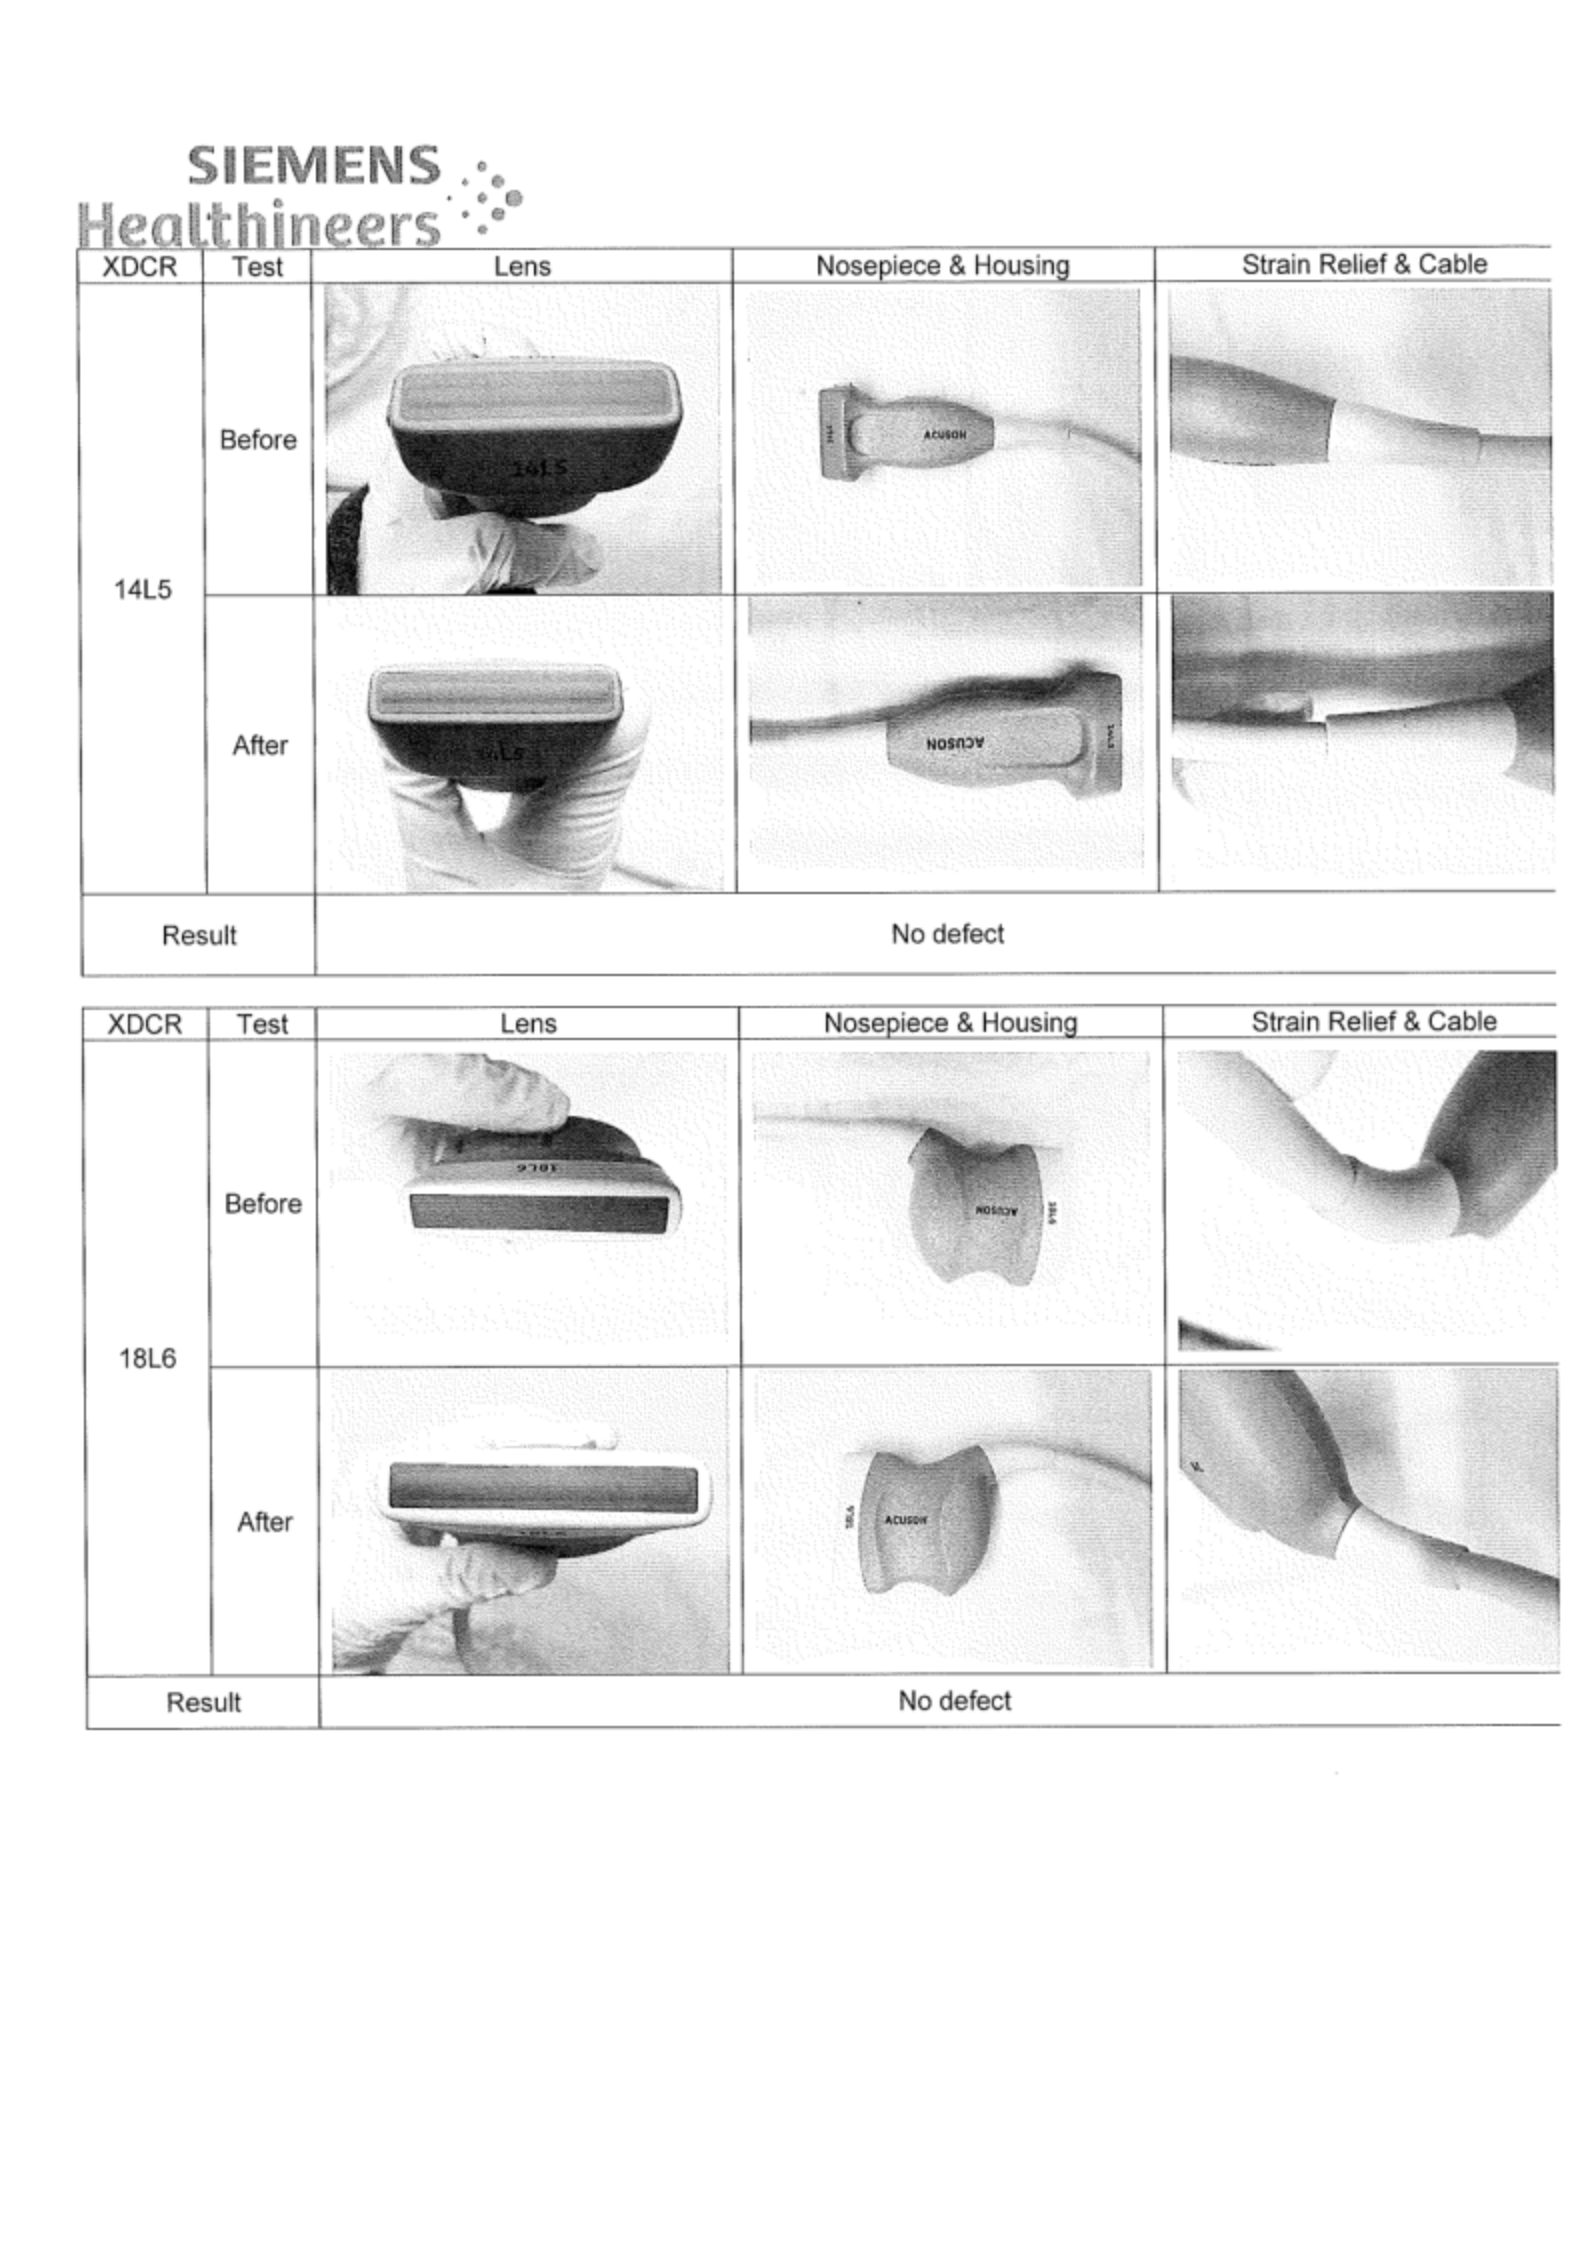 SIEMENS
Healthineers
XDCR Test Lens Nosepiece & Housing Strain Relief & Cable
14L5
Before
14L5
ACUSON
After
14L5
ACUSON
14L5
Result No defect
XDCR Test Lens Nosepiece & Housing Strain Relief & Cable
18L6
Before
18L6
ACUSON
18L6
After
18L6
18L6
ACUSON
Result No defect